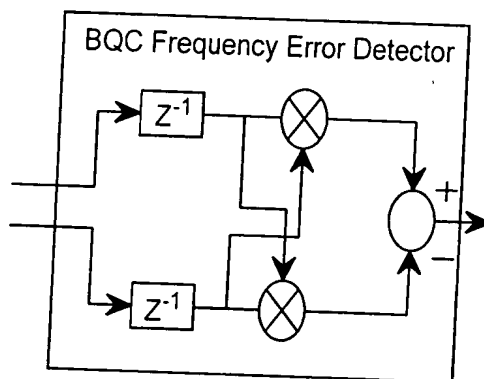 BQC Frequency Error Detector
Z⁻¹
+
−
Z⁻¹